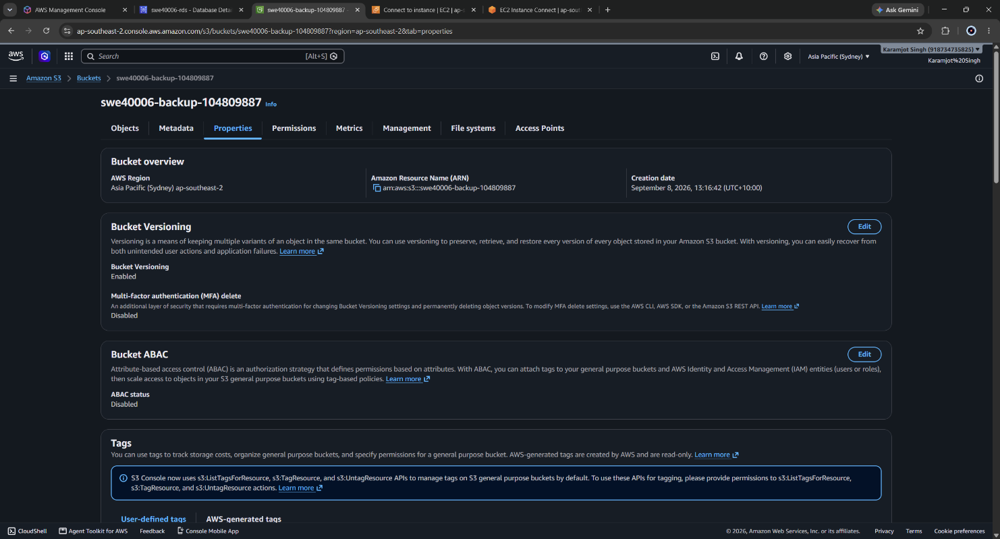 AWS Management Console
swe40006-rds - Database Deta
swe40006-backup-104809887 -
Connect to instance | EC2 | ap-s
EC2 Instance Connect | ap-sout
Ask Gemini
ap-southeast-2.console.aws.amazon.com/s3/buckets/swe40006-backup-104809887?region=ap-southeast-2&tab=properties
aws
Search
[Alt+S]
Asia Pacific (Sydney)
Karamjot Singh (918734735825)
Karamjot%20Singh
Amazon S3
Buckets
swe40006-backup-104809887
swe40006-backup-104809887 Info
Objects
Metadata
Properties
Permissions
Metrics
Management
File systems
Access Points
Bucket overview
AWS Region
Asia Pacific (Sydney) ap-southeast-2
Amazon Resource Name (ARN)
arn:aws:s3:::swe40006-backup-104809887
Creation date
September 8, 2026, 13:16:42 (UTC+10:00)
Bucket Versioning
Edit
Versioning is a means of keeping multiple variants of an object in the same bucket. You can use versioning to preserve, retrieve, and restore every version of every object stored in your Amazon S3 bucket. With versioning, you can easily recover from
both unintended user actions and application failures. Learn more
Bucket Versioning
Enabled
Multi-factor authentication (MFA) delete
An additional layer of security that requires multi-factor authentication for changing Bucket Versioning settings and permanently deleting object versions. To modify MFA delete settings, use the AWS CLI, AWS SDK, or the Amazon S3 REST API. Learn more
Disabled
Bucket ABAC
Edit
Attribute-based access control (ABAC) is an authorization strategy that defines permissions based on attributes. With ABAC, you can attach tags to your general purpose buckets and AWS Identity and Access Management (IAM) entities (users or roles),
then scale access to objects in your S3 general purpose buckets using tag-based policies. Learn more
ABAC status
Disabled
Tags
You can use tags to track storage costs, organize general purpose buckets, and specify permissions for a general purpose bucket. AWS-generated tags are created by AWS and are read-only. Learn more
S3 Console now uses s3:ListTagsForResource, s3:TagResource, and s3:UntagResource APIs to manage tags on S3 general purpose buckets by default. To use these APIs for tagging, please provide permissions to s3:ListTagsForResource,
s3:TagResource, and s3:UntagResource actions. Learn more
User-defined tags
AWS-generated tags
CloudShell
Agent Toolkit for AWS
Feedback
Console Mobile App
© 2026, Amazon Web Services, Inc. or its affiliates.
Privacy
Terms
Cookie preferences